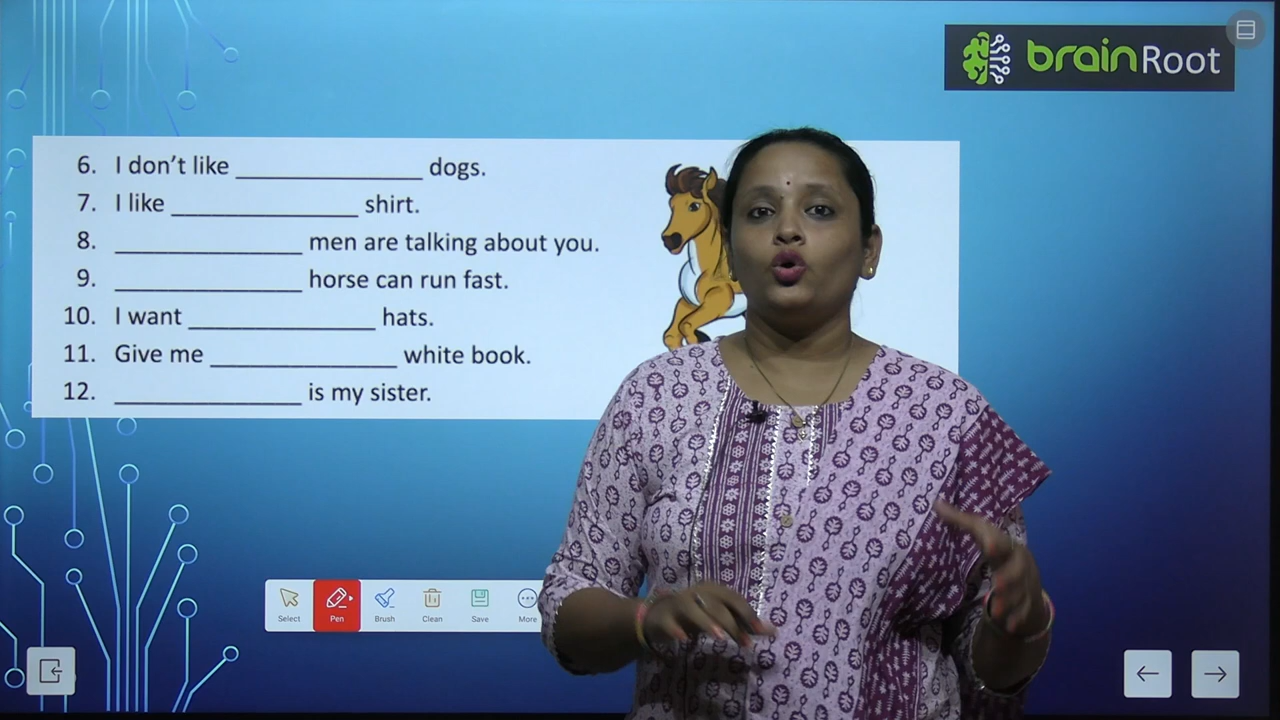 brainRoot
6. I don't like ______________ dogs.
7. I like ______________ shirt.
8. ______________ men are talking about you.
9. ______________ horse can run fast.
10. I want ______________ hats.
11. Give me ______________ white book.
12. ______________ is my sister.
Select Pen Brush Clean Save More